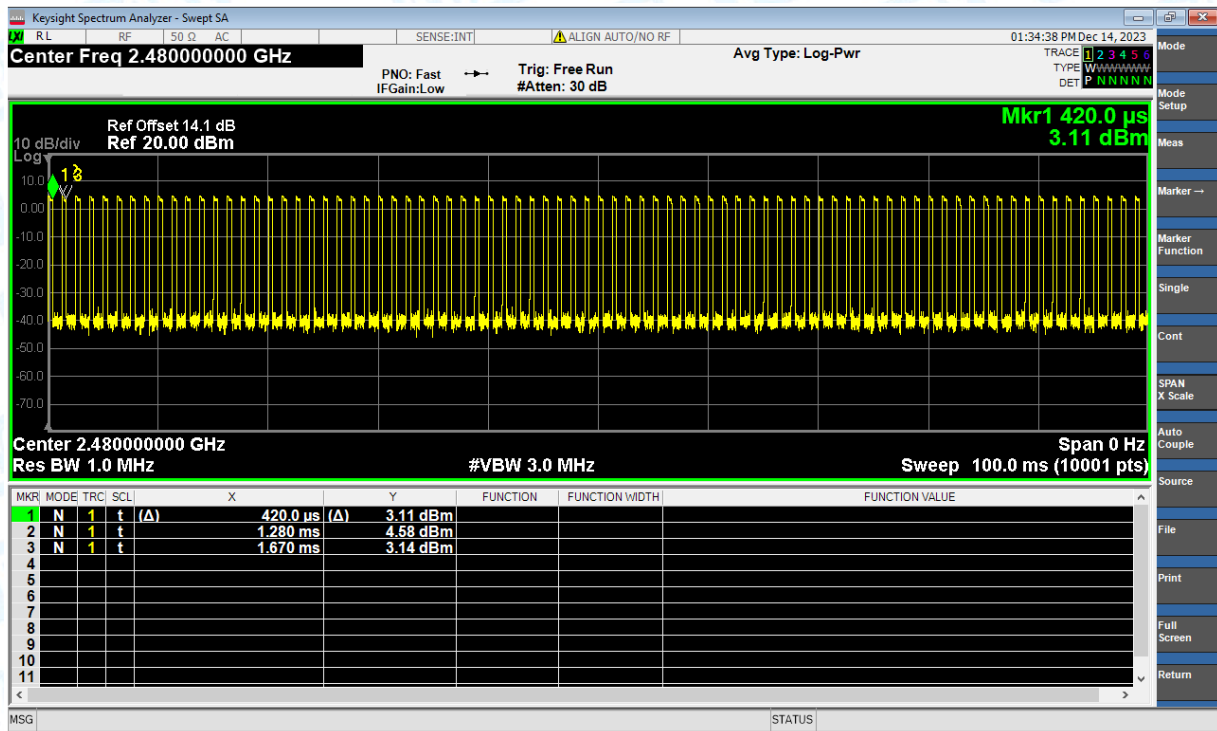 Keysight Spectrum Analyzer - Swept SA
LXI RL RF 50 Ω AC SENSE:INT ALIGN AUTO/NO RF 01:34:38 PM Dec 14, 2023
Center Freq 2.480000000 GHz
Avg Type: Log-Pwr
TRACE 1 2 3 4 5 6
PNO: Fast Trig: Free Run
TYPE WWWWWW
IFGain:Low #Atten: 30 dB
DET P N N N N N
Mkr1 420.0 µs
3.11 dBm
Ref Offset 14.1 dB
10 dB/div Ref 20.00 dBm
Log
1
3
10.0
0.00
-10.0
-20.0
-30.0
-40.0
-50.0
-60.0
-70.0
Center 2.480000000 GHz Span 0 Hz
Res BW 1.0 MHz #VBW 3.0 MHz Sweep 100.0 ms (10001 pts)
MKR MODE TRC SCL X Y FUNCTION FUNCTION WIDTH FUNCTION VALUE
1 N 1 t (Δ) 420.0 µs (Δ) 3.11 dBm
2 N 1 t 1.280 ms 4.58 dBm
3 N 1 t 1.670 ms 3.14 dBm
4
5
6
7
8
9
10
11
MSG STATUS
Mode
Mode
Setup
Meas
Marker →
Marker
Function
Single
Cont
SPAN
X Scale
Auto
Couple
Source
File
Print
Full
Screen
Return